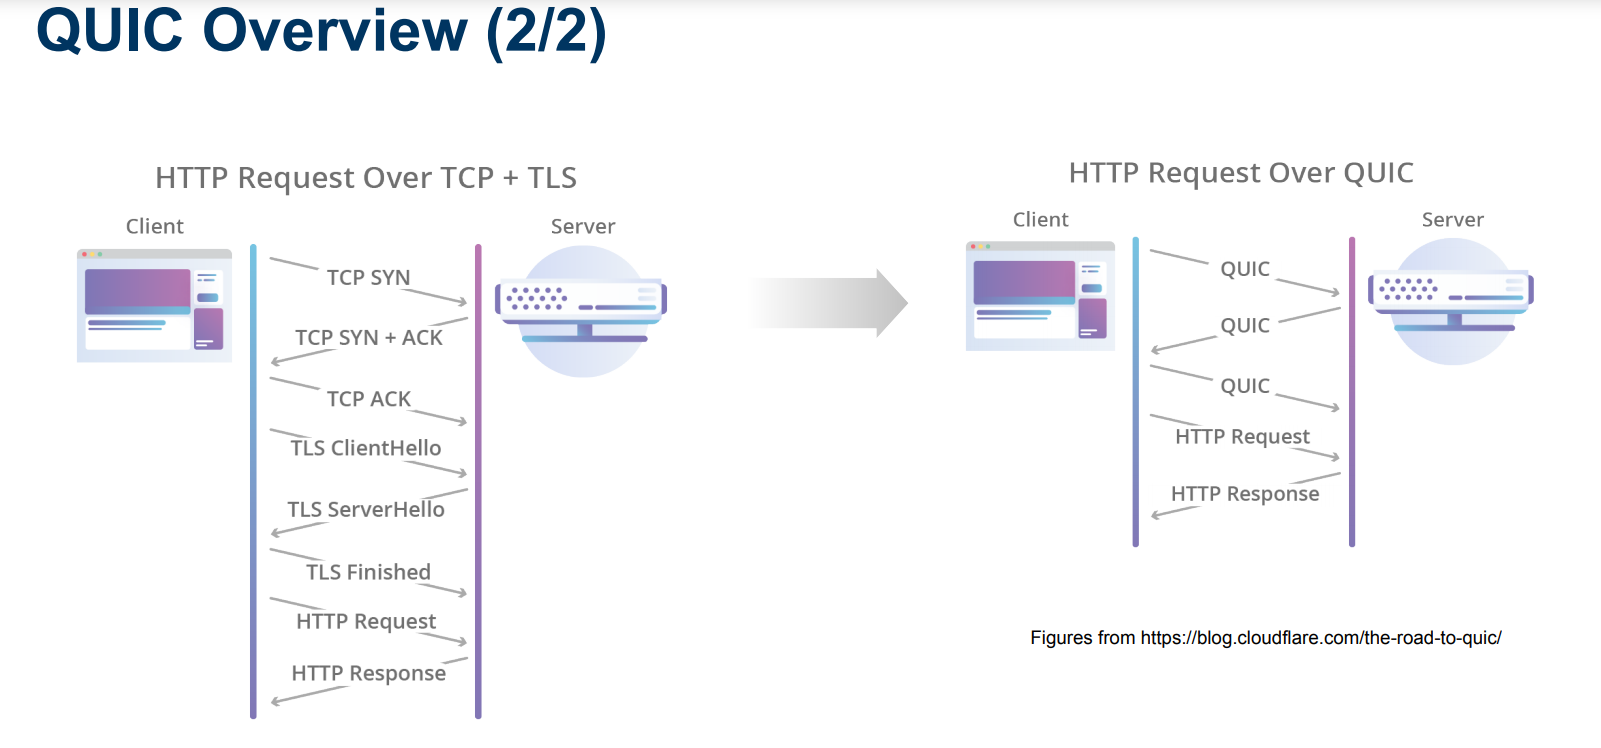 QUIC Overview (2/2)
HTTP Request Over TCP + TLS
Client
Server
TCP SYN
TCP SYN + ACK
TCP ACK
TLS ClientHello
TLS ServerHello
TLS Finished
HTTP Request
HTTP Response
HTTP Request Over QUIC
Client
Server
QUIC
QUIC
QUIC
HTTP Request
HTTP Response
Figures from https://blog.cloudflare.com/the-road-to-quic/